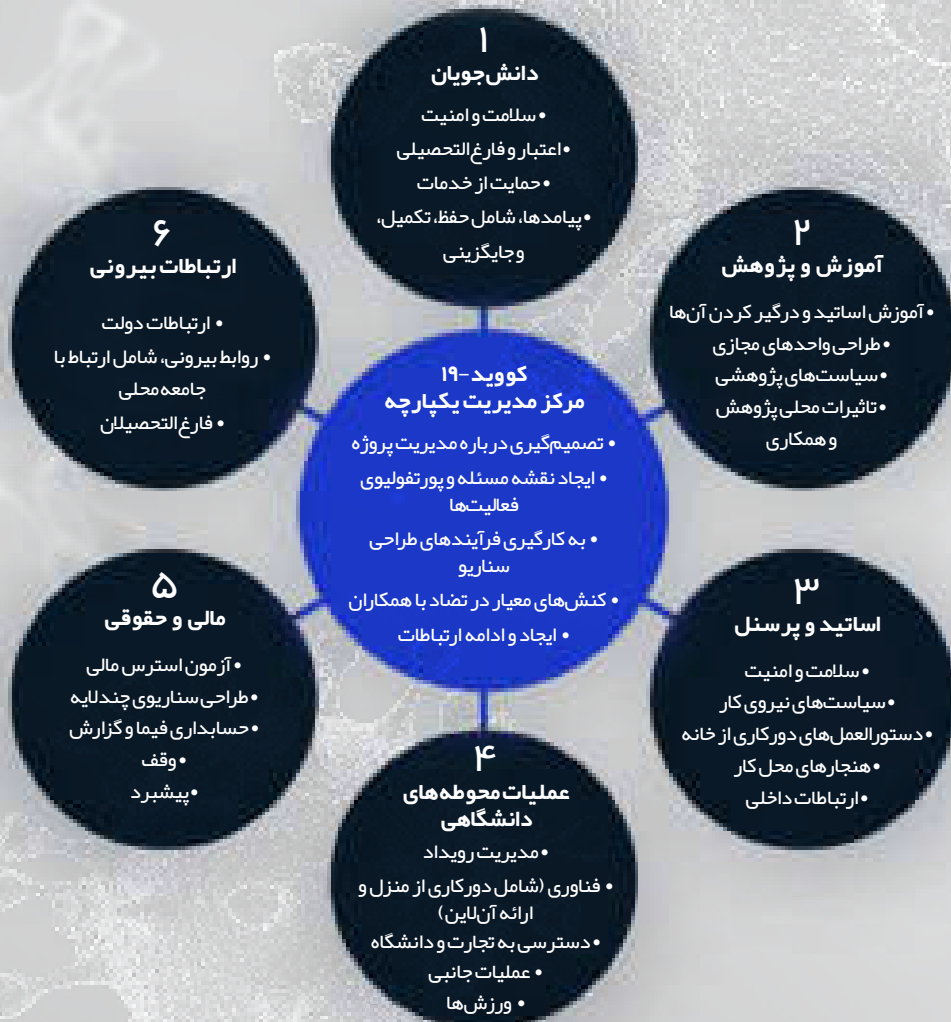 ۱
دانش‌جویان
• سلامت و امنیت
• اعتبار و فارغ‌التحصیلی
• حمایت از خدمات
• پیامدها، شامل حفظ، تکمیل،
و جایگزینی
۲
آموزش و پژوهش
• آموزش اساتید و درگیر کردن آن‌ها
• طراحی واحدهای مجازی
• سیاست‌های پژوهشی
• تاثیرات محلی پژوهش
و همکاری
۳
اساتید و پرسنل
• سلامت و امنیت
• سیاست‌های نیروی کار
• دستورالعمل‌های دورکاری از خانه
• هنجارهای محل کار
• ارتباطات داخلی
۴
عملیات محوطه‌های
دانشگاهی
• مدیریت رویداد
• فناوری (شامل دورکاری از منزل و
ارائه آنلاین)
• دسترسی به تجارت و دانشگاه
• عملیات جانبی
• ورزش‌ها
۵
مالی و حقوقی
• آزمون استرس مالی
• طراحی سناریوی چندلایه
• حسابداری فیما و گزارش
• وقف
• پیشبرد
۶
ارتباطات بیرونی
• ارتباطات دولت
• روابط بیرونی، شامل ارتباط با
جامعه محلی
• فارغ‌التحصیلان
کووید-۱۹
مرکز مدیریت یکپارچه
• تصمیم‌گیری درباره مدیریت پروژه
• ایجاد نقشه مسئله و پورتفولیوی
فعالیت‌ها
• به کارگیری فرآیندهای طراحی
سناریو
• کنش‌های معیار در تضاد با همکاران
• ایجاد و ادامه ارتباطات